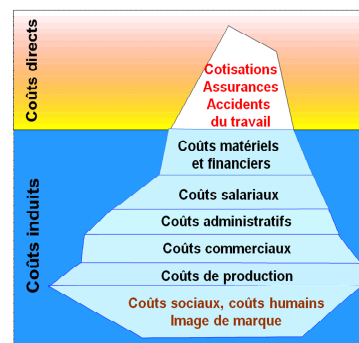 Coûts directs
Cotisations
Assurances
Accidents
du travail
Coûts induits
Coûts matériels
et financiers
Coûts salariaux
Coûts administratifs
Coûts commerciaux
Coûts de production
Coûts sociaux, coûts humains
Image de marque